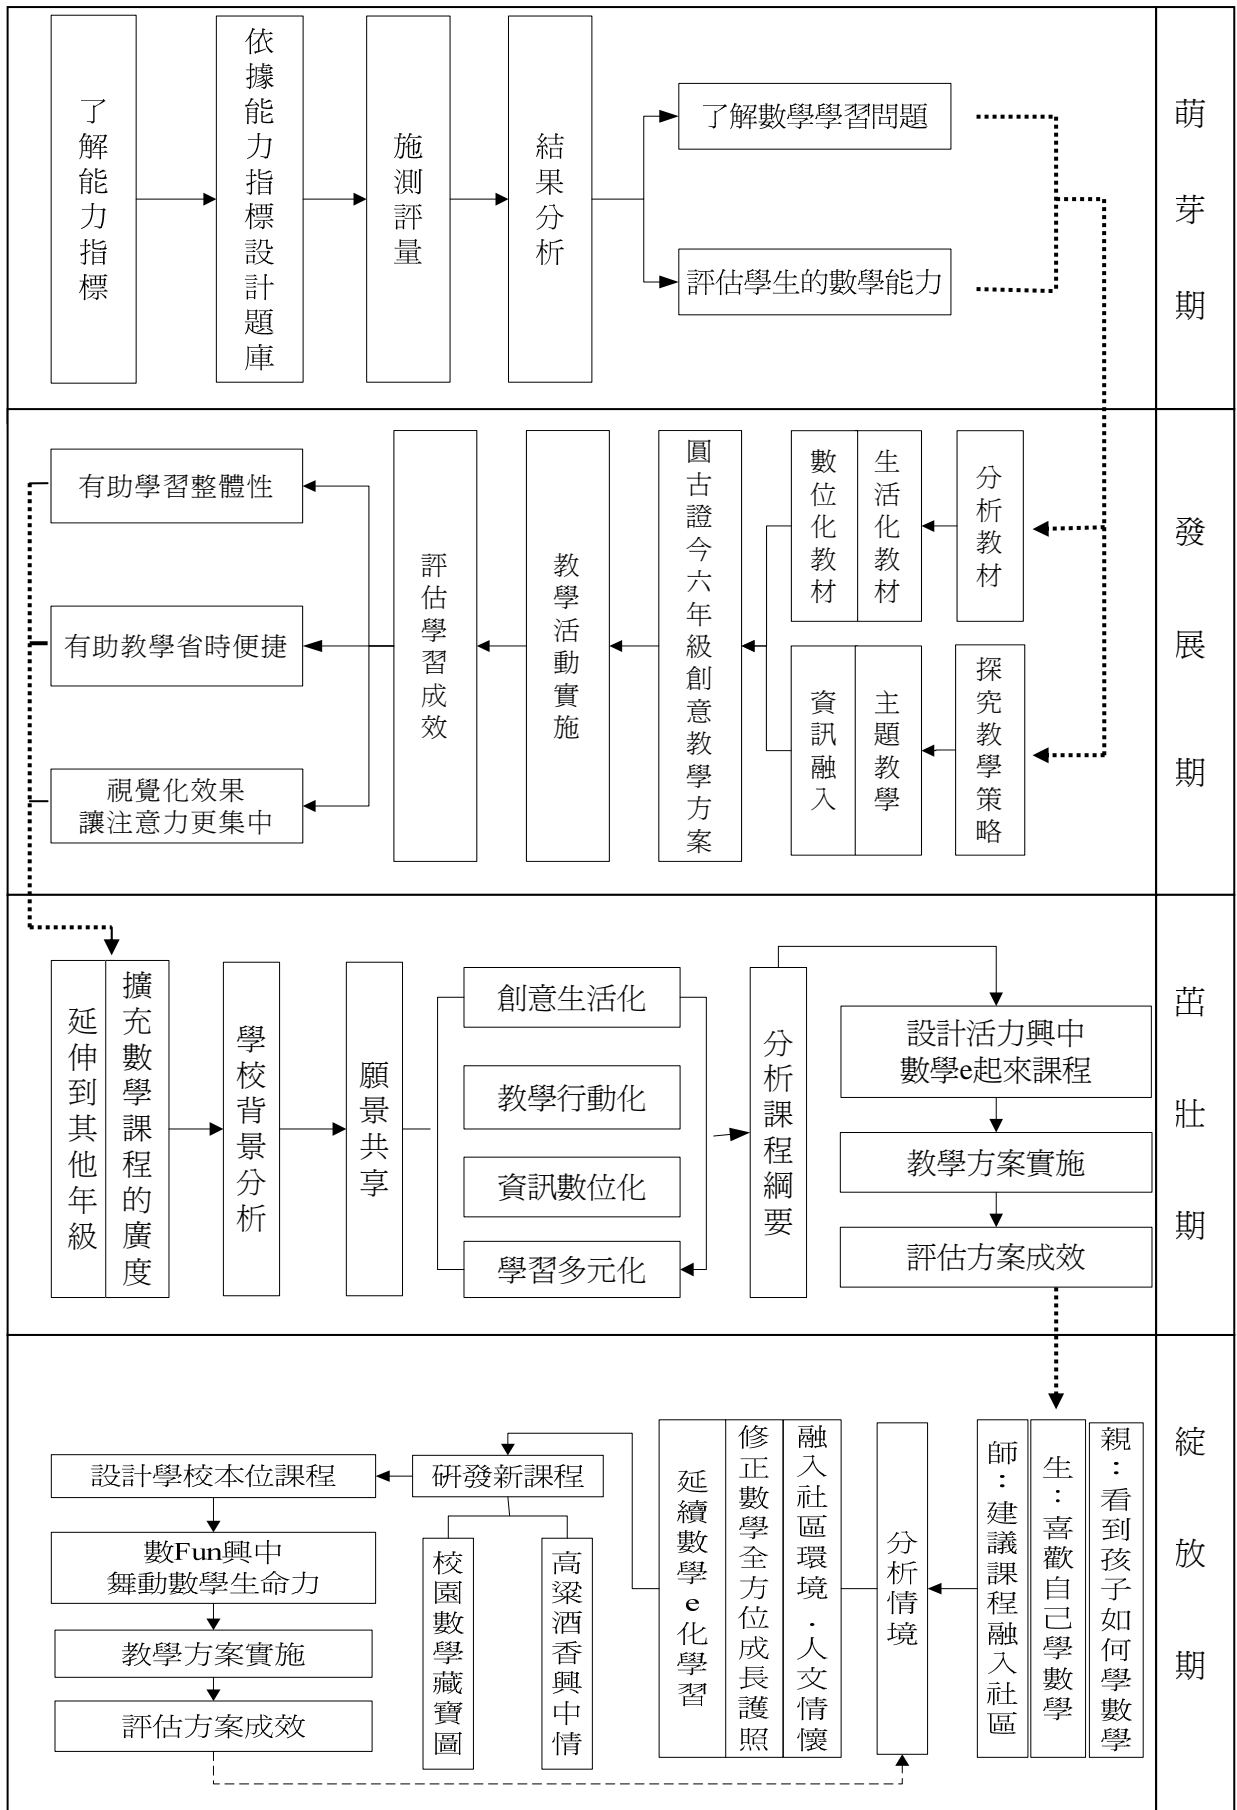 了解能力指標
依據能力指標設計題庫
施測評量
結果分析
了解數學學習問題
評估學生的數學能力
萌芽期
分析教材
生活化教材
數位化教材
探究教學策略
主題教學
資訊融入
圓古證今六年級創意教學方案
教學活動實施
評估學習成效
有助學習整體性
有助教學省時便捷
視覺化效果
讓注意力更集中
發展期
擴充數學課程的廣度
延伸到其他年級
學校背景分析
願景共享
創意生活化
教學行動化
資訊數位化
學習多元化
分析課程綱要
設計活力興中
數學e起來課程
教學方案實施
評估方案成效
茁壯期
親：看到孩子如何學數學
生：喜歡自己學數學
師：建議課程融入社區
分析情境
融入社區環境．人文情懷
修正數學全方位成長護照
延續數學e化學習
研發新課程
高粱酒香興中情
校園數學藏寶圖
設計學校本位課程
數Fun興中
舞動數學生命力
教學方案實施
評估方案成效
綻放期